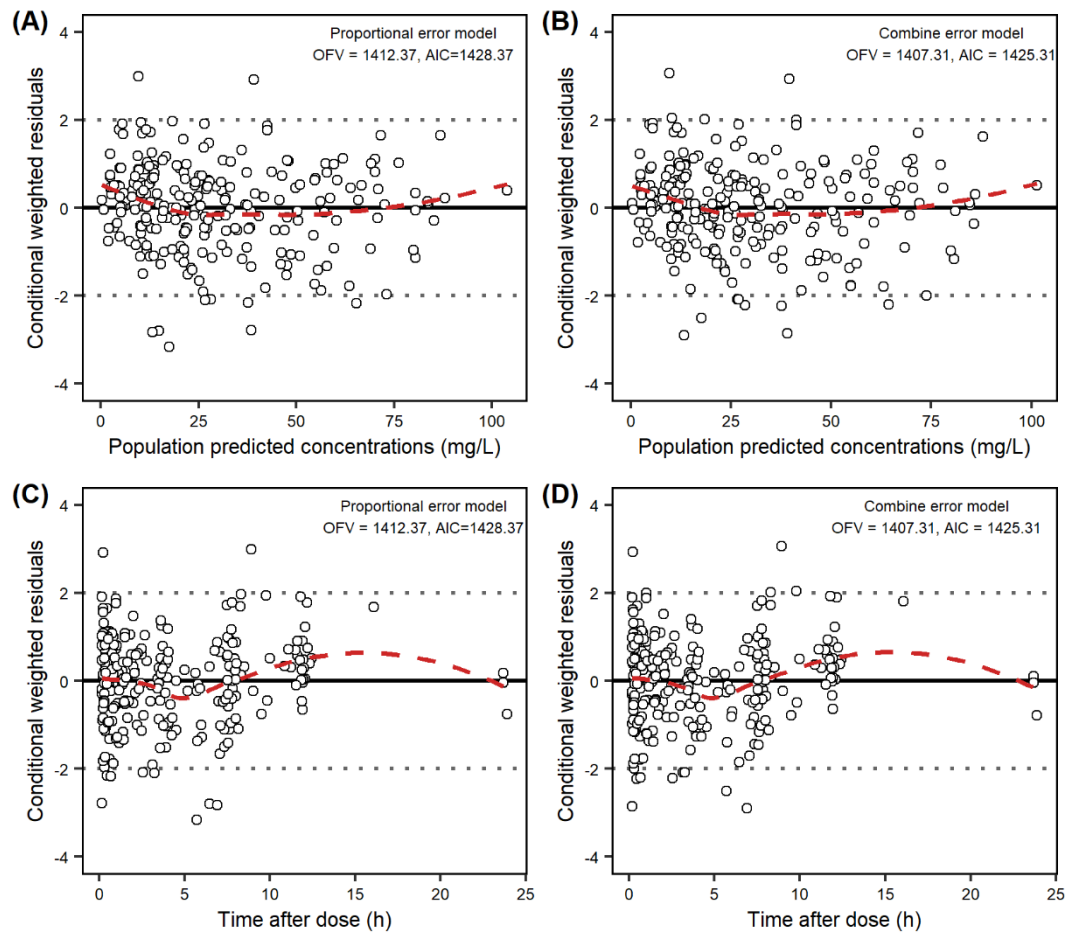 (A)
Proportional error model
OFV = 1412.37, AIC=1428.37
4
2
0
-2
-4
Conditional weighted residuals
0
25
50
75
100
Population predicted concentrations (mg/L)
(B)
Combine error model
OFV = 1407.31, AIC = 1425.31
4
2
0
-2
-4
Conditional weighted residuals
0
25
50
75
100
Population predicted concentrations (mg/L)
(C)
Proportional error model
OFV = 1412.37, AIC=1428.37
4
2
0
-2
-4
Conditional weighted residuals
0
5
10
15
20
25
Time after dose (h)
(D)
Combine error model
OFV = 1407.31, AIC = 1425.31
4
2
0
-2
-4
Conditional weighted residuals
0
5
10
15
20
25
Time after dose (h)